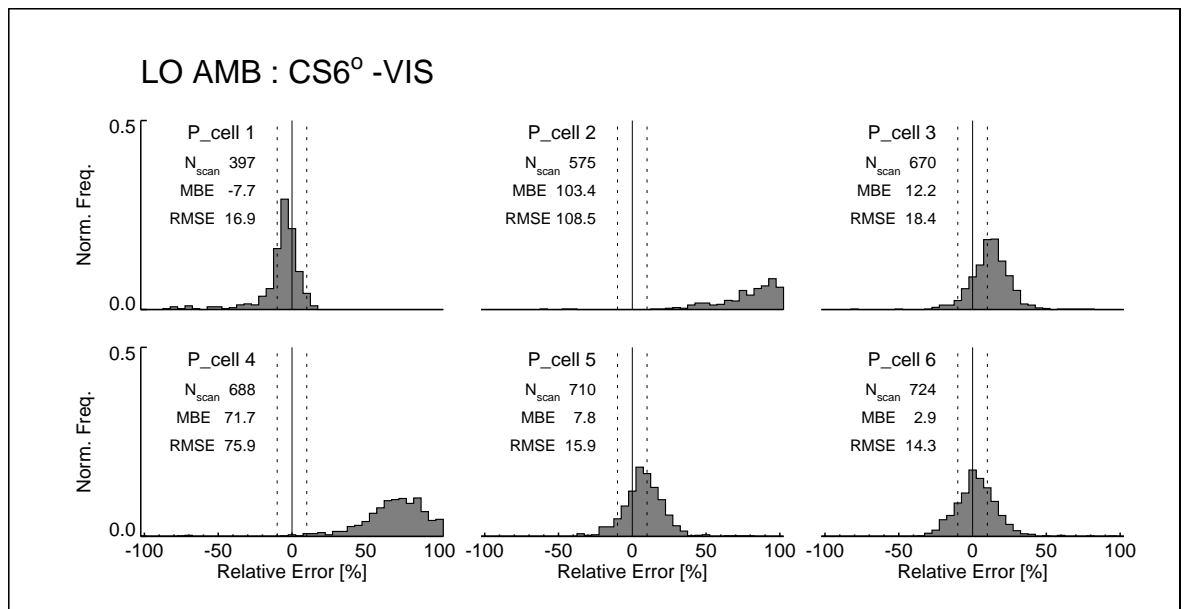 LO AMB : CS6° -VIS
0.5
P_cell 1
N_scan 397
MBE -7.7
RMSE 16.9
P_cell 2
N_scan 575
MBE 103.4
RMSE 108.5
P_cell 3
N_scan 670
MBE 12.2
RMSE 18.4
Norm. Freq.
0.0
0.5
P_cell 4
N_scan 688
MBE 71.7
RMSE 75.9
P_cell 5
N_scan 710
MBE 7.8
RMSE 15.9
P_cell 6
N_scan 724
MBE 2.9
RMSE 14.3
Norm. Freq.
0.0
-100 -50 0 50 100
-100 -50 0 50 100
-100 -50 0 50 100
Relative Error [%]
Relative Error [%]
Relative Error [%]